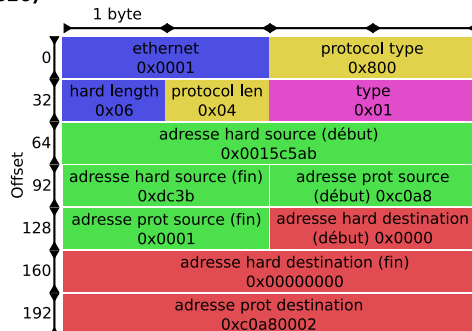 1 byte
0
ethernet
0x0001
protocol type
0x800
32
hard length
0x06
protocol len
0x04
type
0x01
64
adresse hard source (début)
0x0015c5ab
92
adresse hard source (fin)
0xdc3b
adresse prot source
(début) 0xc0a8
128
adresse prot source (fin)
0x0001
adresse hard destination
(début) 0x0000
160
adresse hard destination (fin)
0x00000000
192
adresse prot destination
0xc0a80002
Offset